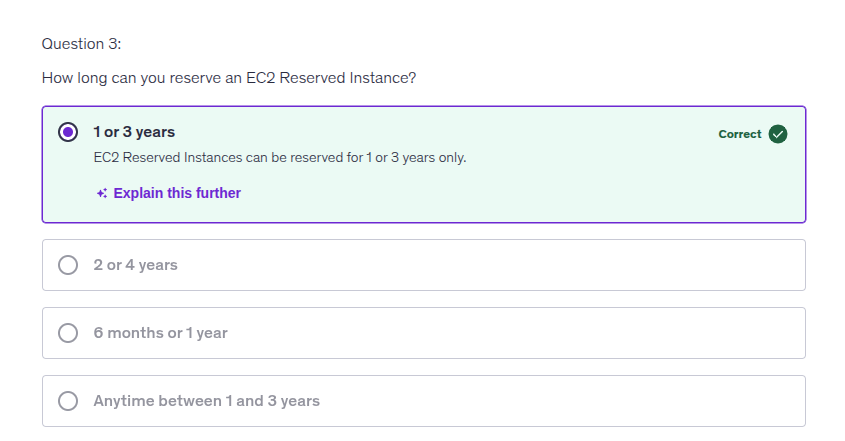 Question 3:
How long can you reserve an EC2 Reserved Instance?
1 or 3 years
Correct
EC2 Reserved Instances can be reserved for 1 or 3 years only.
Explain this further
2 or 4 years
6 months or 1 year
Anytime between 1 and 3 years